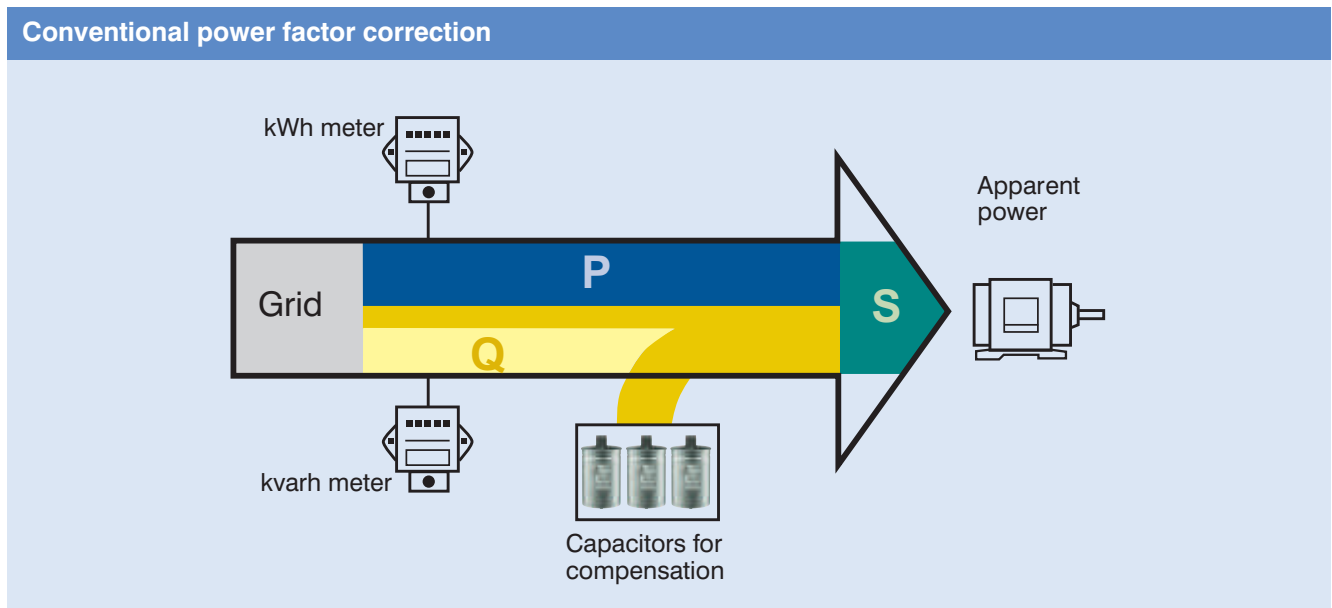 Conventional power factor correction
kWh meter
Apparent
power
P
Grid
S
Q
kvarh meter
Capacitors for
compensation